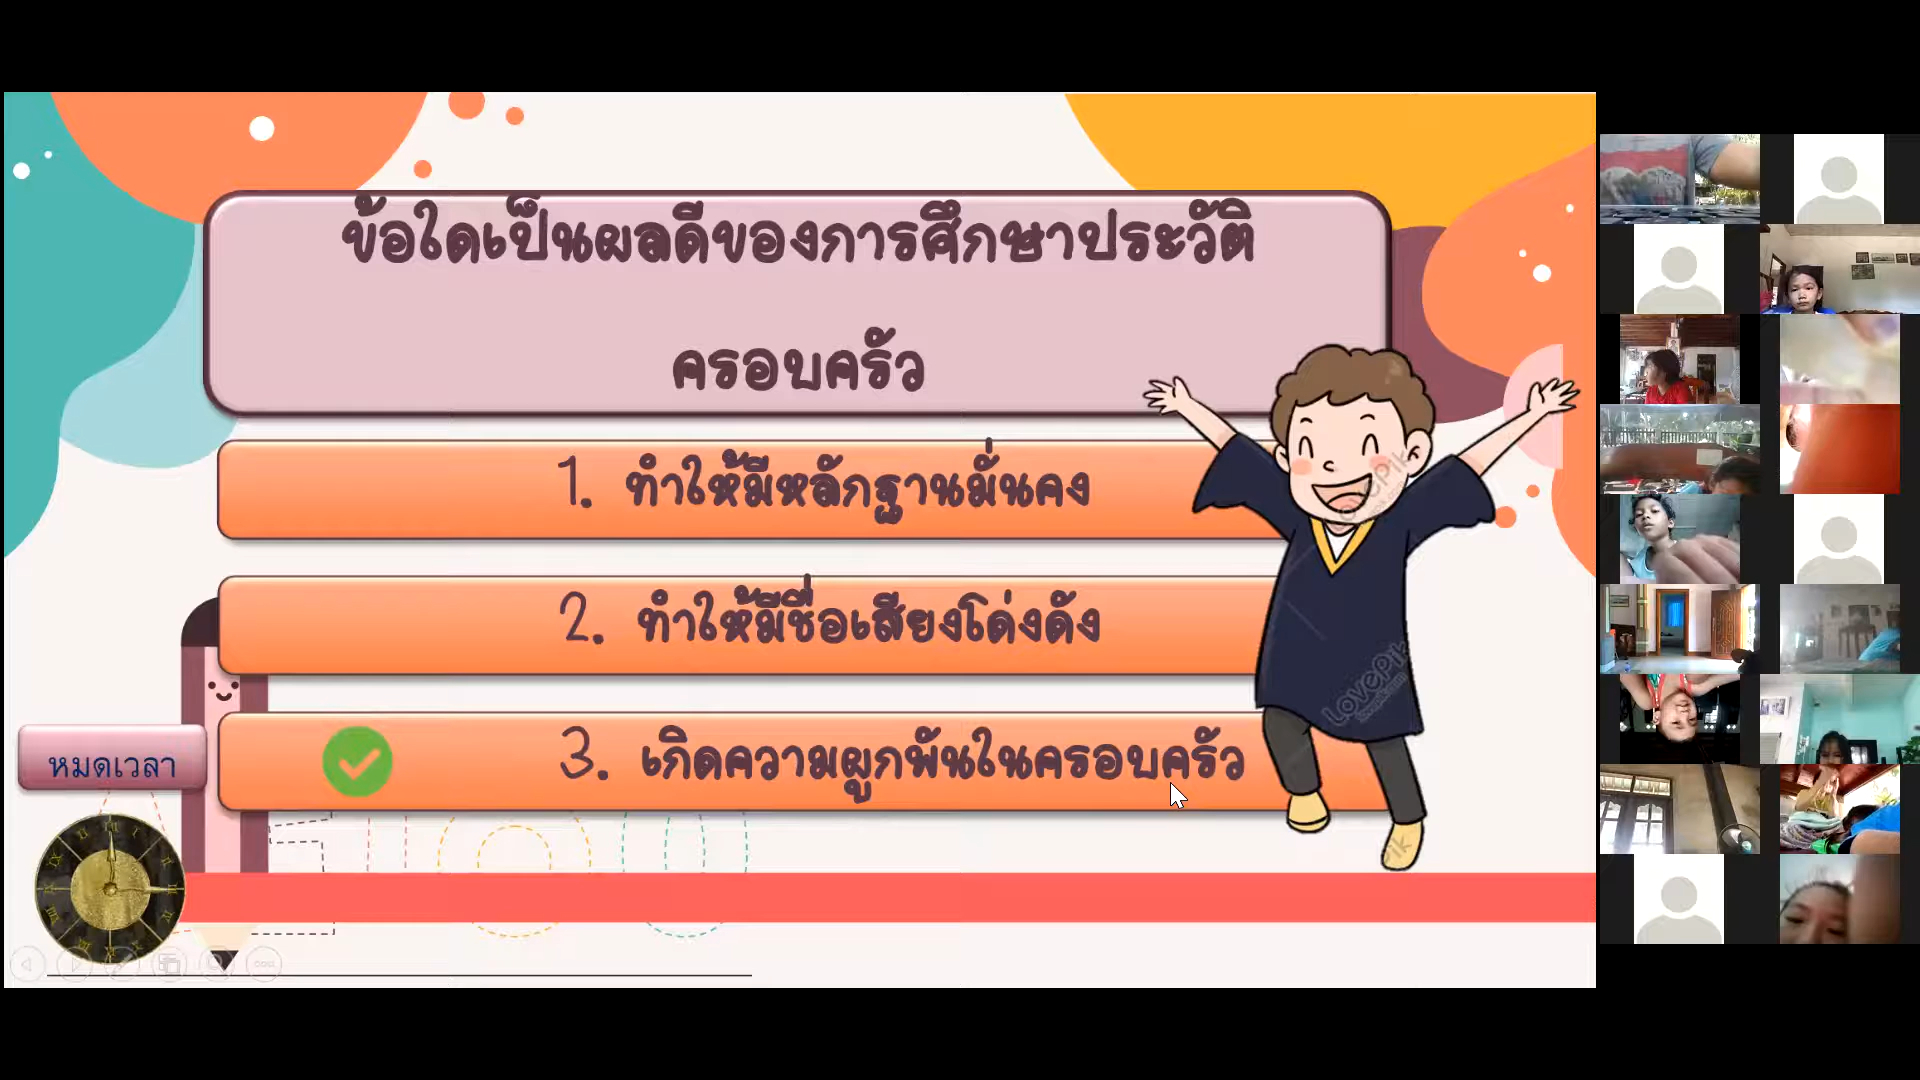 ข้อใดเป็นผลดีของการศึกษาประวัติ
ครอบครัว
1. ทำให้มีหลักฐานมั่นคง
2. ทำให้มีชื่อเสียงโด่งดัง
3. เกิดความผูกพันในครอบครัว
หมดเวลา
LovePik